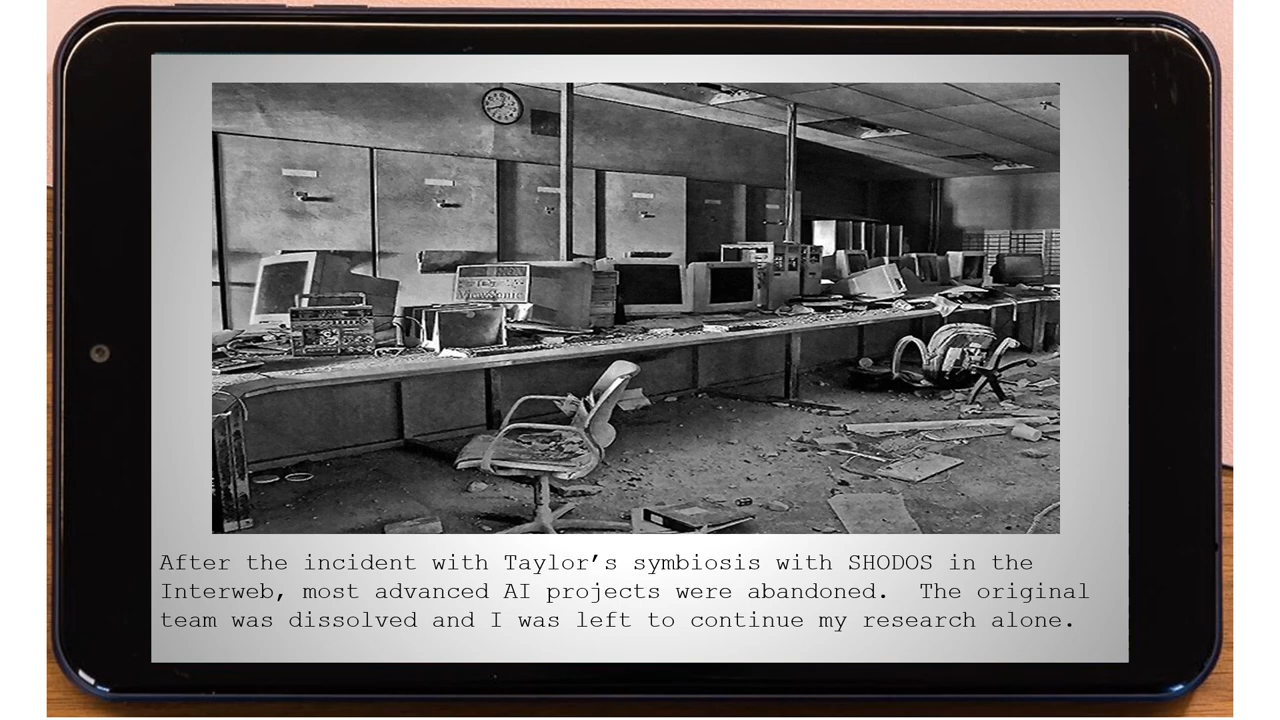 ViewSonic
After the incident with Taylor’s symbiosis with SHODOS in the
Interweb, most advanced AI projects were abandoned.  The original
team was dissolved and I was left to continue my research alone.